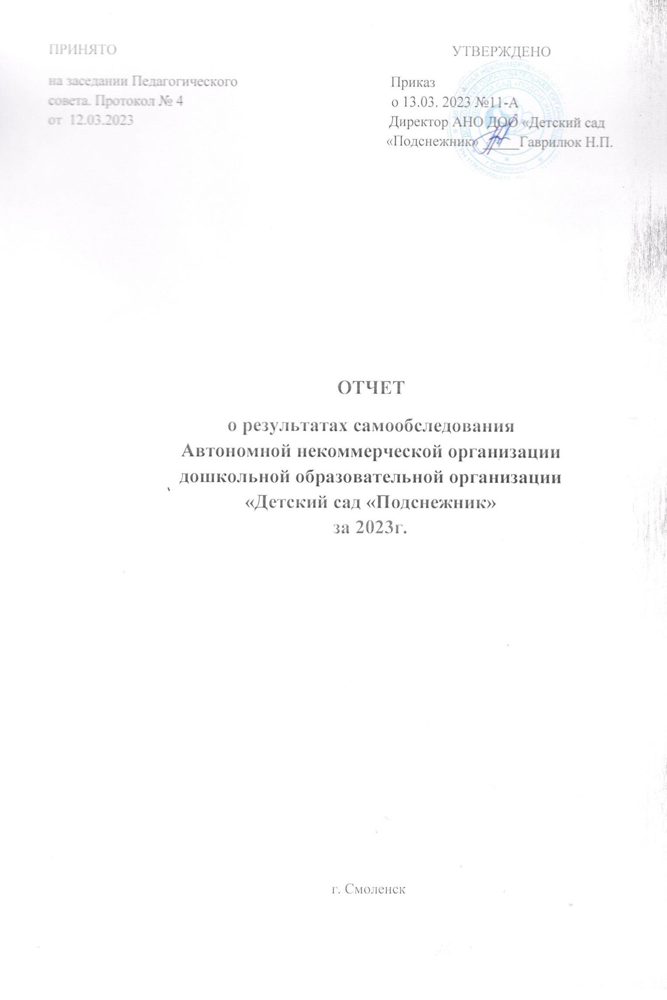 ПРИНЯТО
на заседании Педагогического
совета. Протокол № 4
от 12.03.2023
УТВЕРЖДЕНО
Приказ
о 13.03. 2023 №11-А
Директор АНО ДОО «Детский сад
«Подснежник» _____Гаврилюк Н.П.
г. Смоленск
ОТЧЕТ
о результатах самообследования
Автономной некоммерческой организации
дошкольной образовательной организации
«Детский сад «Подснежник»
за 2023г.
г. Смоленск